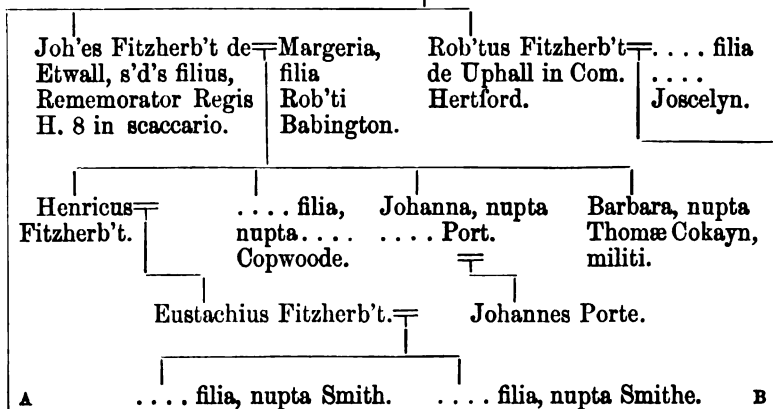 Joh'es Fitzherb't de Margeria, Rob'tus Fitzherb't .... filia
Etwall, s'd's filius, filia de Uphall in Com. ....
Rememorator Regis Rob'ti Hertford. Joscelyn.
H. 8 in scaccario. Babington.
Henricus .... filia, Johanna, nupta Barbara, nupta
Fitzherb't. nupta.... ....Port. Thomæ Cokayn,
Copwoode. militi.
Eustachius Fitzherb't. Johannes Porte.
A .... filia, nupta Smith. .... filia, nupta Smithe. B